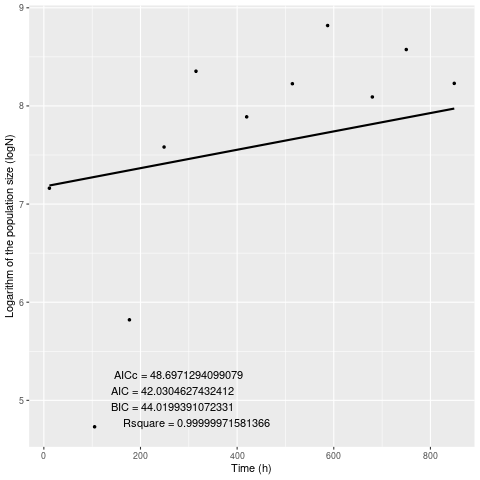 9
8
7
6
5
Logarithm of the population size (logN)
AICc = 48.6971294099079
AIC = 42.0304627432412
BIC = 44.0199391072331
Rsquare = 0.99999971581366
0
200
400
600
800
Time (h)